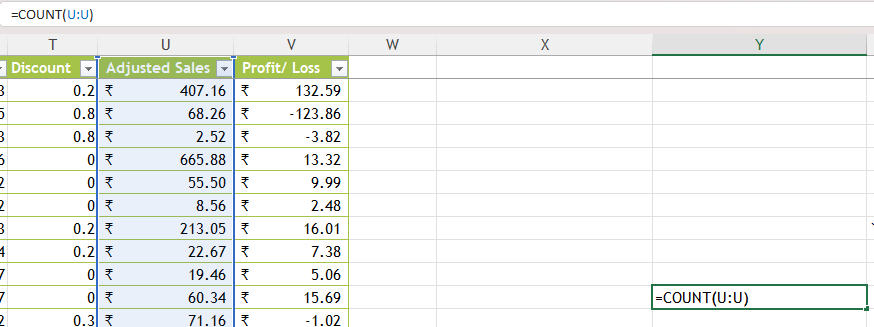 =COUNT(U:U)
T U V W X Y
Discount Adjusted Sales Profit/ Loss
3 0.2 ₹ 407.16 ₹ 132.59
5 0.8 ₹ 68.26 ₹ -123.86
3 0.8 ₹ 2.52 ₹ -3.82
6 0 ₹ 665.88 ₹ 13.32
2 0 ₹ 55.50 ₹ 9.99
2 0 ₹ 8.56 ₹ 2.48
3 0.2 ₹ 213.05 ₹ 16.01
4 0.2 ₹ 22.67 ₹ 7.38
7 0 ₹ 19.46 ₹ 5.06
7 0 ₹ 60.34 ₹ 15.69 =COUNT(U:U)
2 0.3 ₹ 71.16 ₹ -1.02